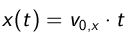 x(t) = v₀,ₓ · t